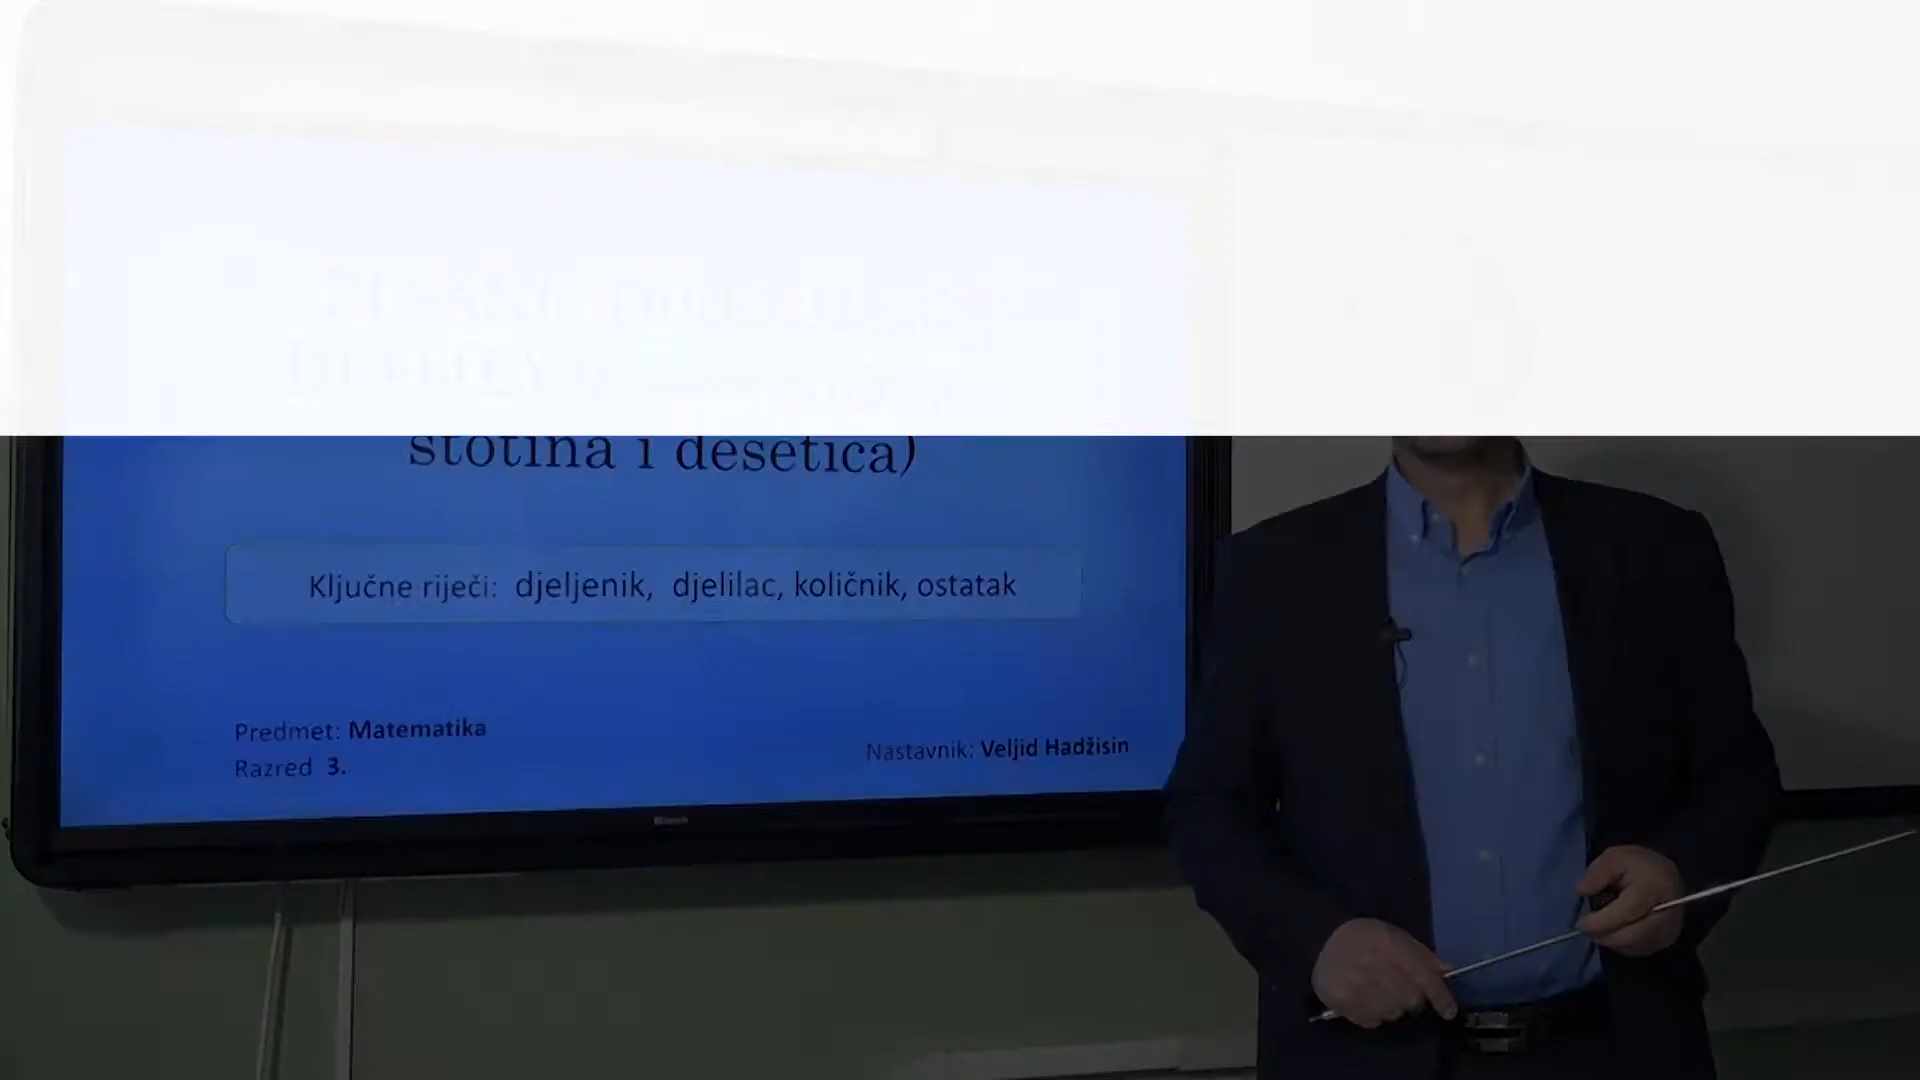 stotina i desetica)
Ključne riječi: djeljenik, djelilac, količnik, ostatak
Predmet: Matematika
Razred 3.
Nastavnik: Veljid Hadžisin